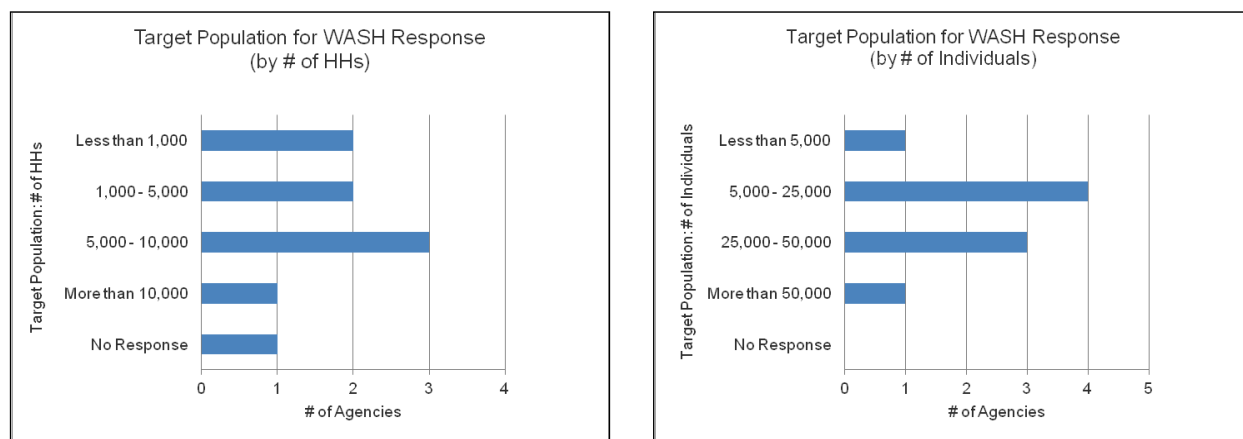 Target Population for WASH Response
(by # of HHs)
Target Population: # of HHs
Less than 1,000
1,000 - 5,000
5,000 - 10,000
More than 10,000
No Response
0 1 2 3 4
# of Agencies
Target Population for WASH Response
(by # of Individuals)
Target Population: # of Individuals
Less than 5,000
5,000 - 25,000
25,000 - 50,000
More than 50,000
No Response
0 1 2 3 4 5
# of Agencies